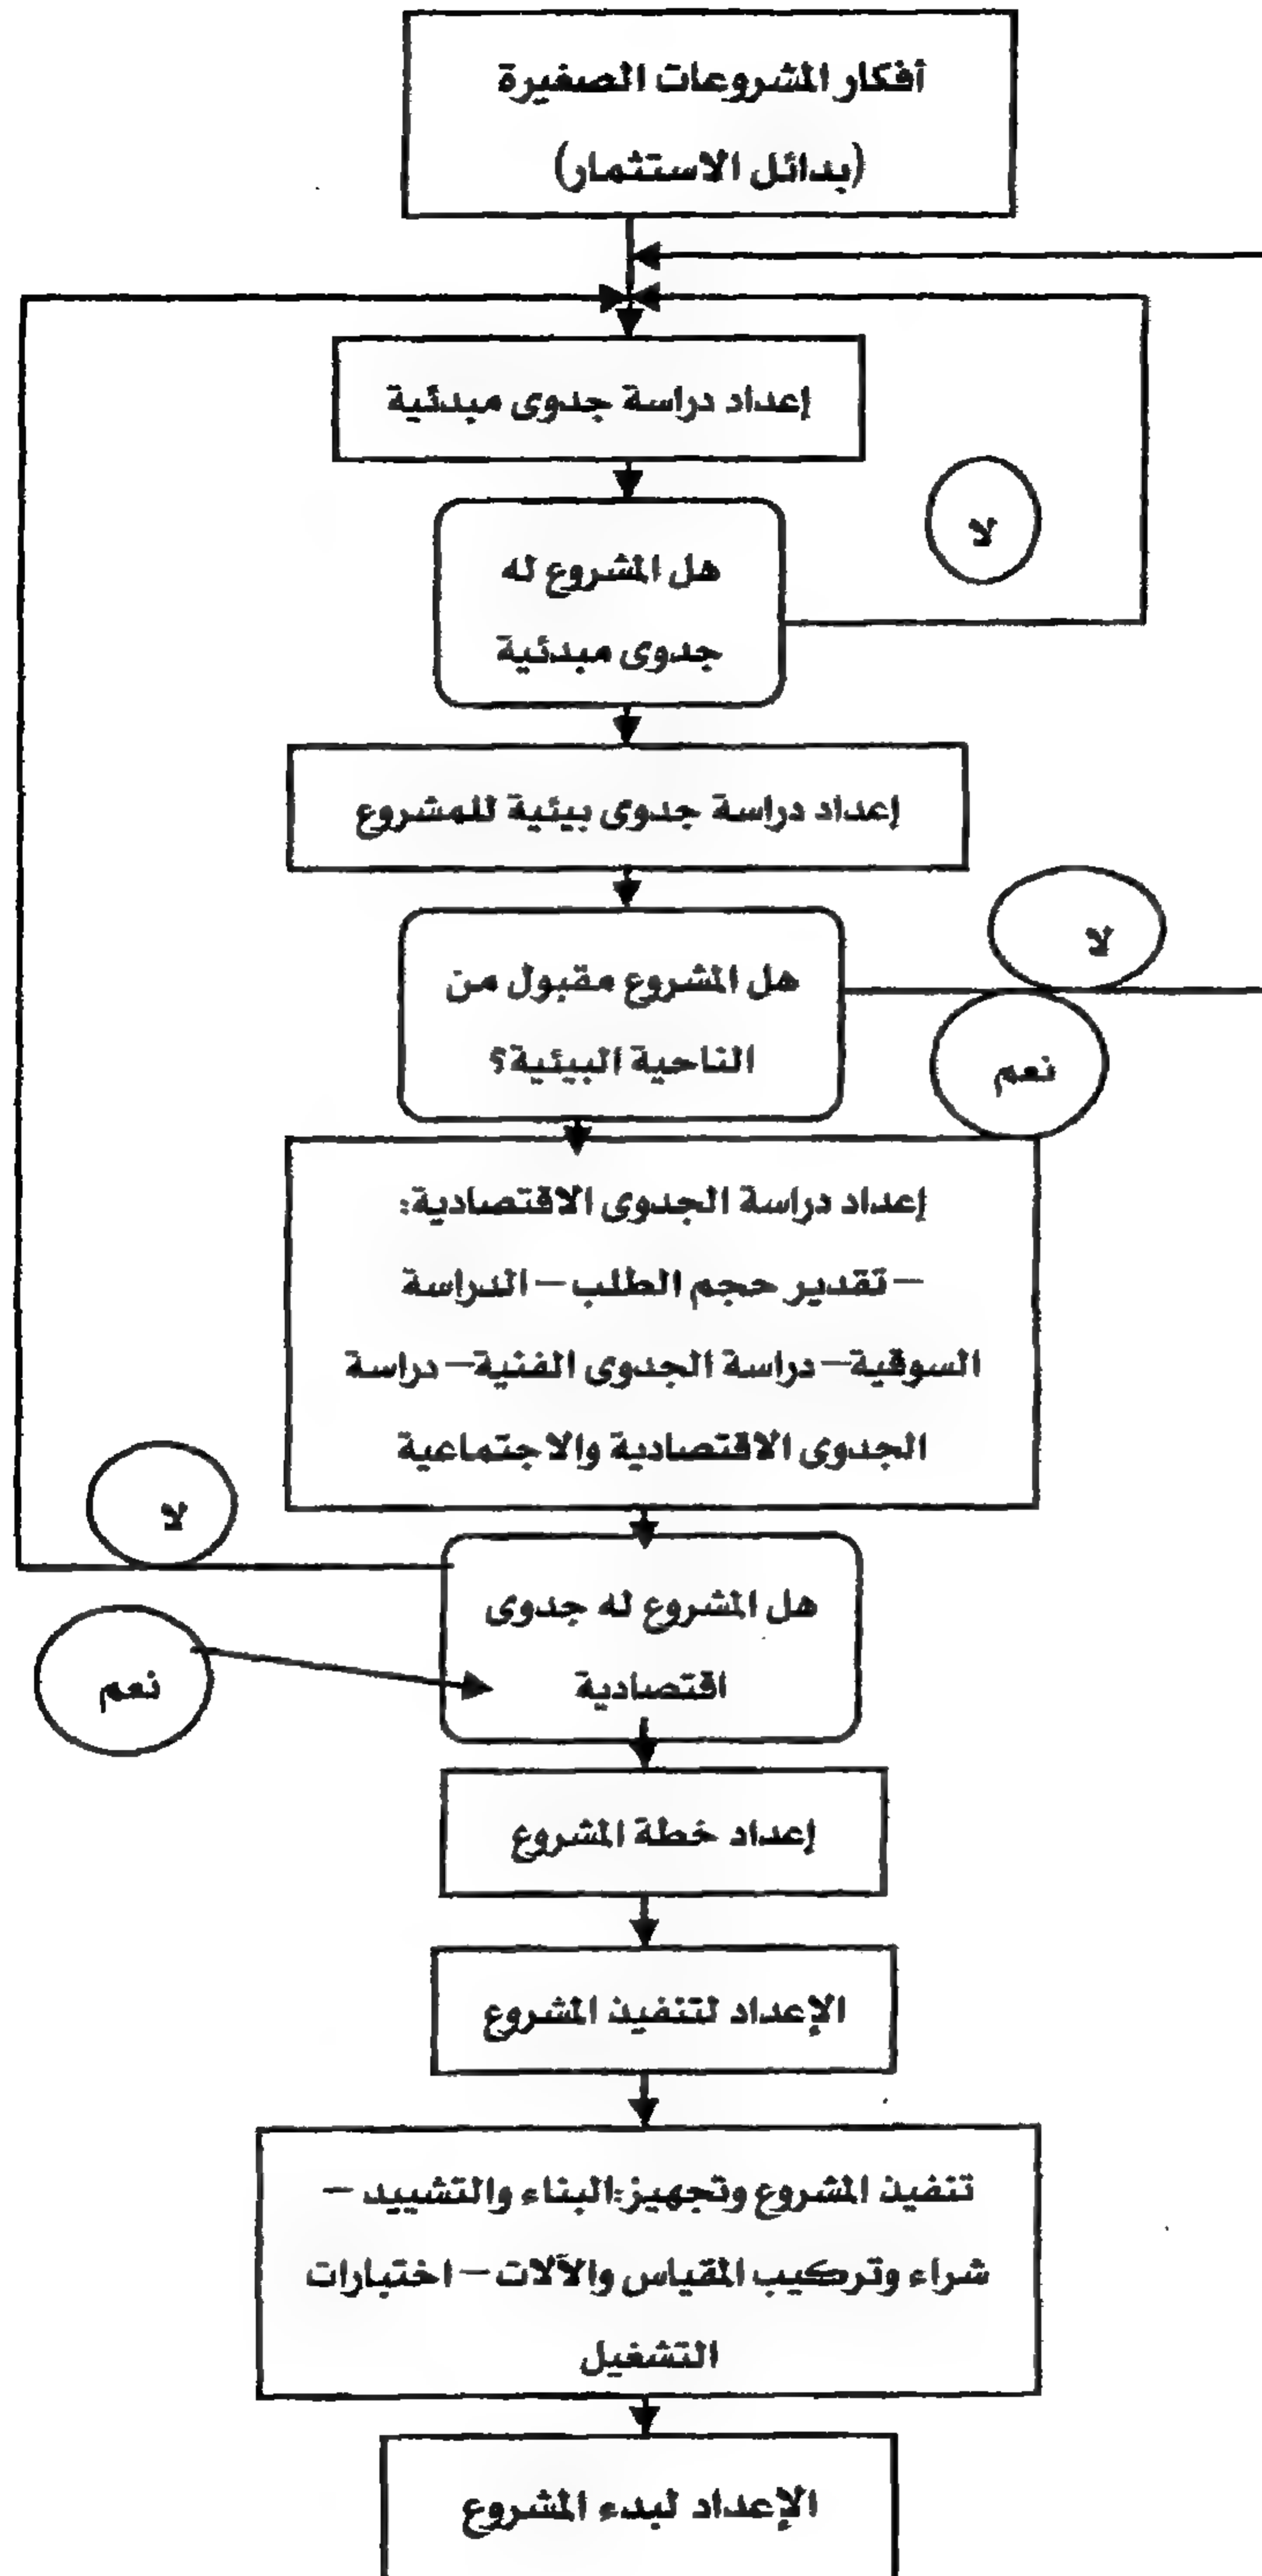 أفكار المشروعات الصغيرة
(بدائل الاستثمار)
إعداد دراسة جدوى مبدئية
لا
هل المشروع له
جدوى مبدئية
إعداد دراسة جدوى بيئية للمشروع
لا
هل المشروع مقبول من
الناحية البيئية؟
نعم
إعداد دراسة الجدوى الاقتصادية:
– تقدير حجم الطلب – الدراسة
السوقية – دراسة الجدوى الفنية – دراسة
الجدوى الاقتصادية والاجتماعية
لا
هل المشروع له جدوى
اقتصادية
نعم
إعداد خطة المشروع
الإعداد لتنفيذ المشروع
تنفيذ المشروع وتجهيز:البناء والتشييد –
شراء وتركيب المقياس والآلات – اختبارات
التشغيل
الإعداد لبدء المشروع